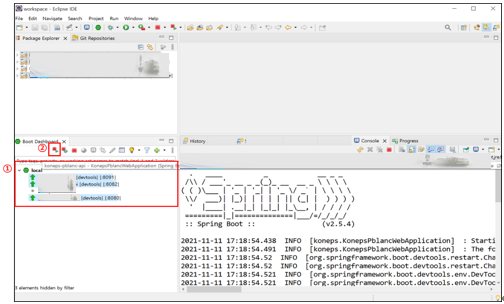 workspace - Eclipse IDE
File Edit Navigate Search Project Run Window Help
Package Explorer
Git Repositories
②
Boot Dashboard
①
local
[devtools] [:8091]
[devtools] [:8082]
[devtools] [:8080]
3 elements hidden by filter
History
Console
Progress
:: Spring Boot :: (v2.5.4)
2021-11-11 17:18:54.438 INFO [koneps.KonepsPblancWebApplication] : Starti
2021-11-11 17:18:54.491 INFO [koneps.KonepsPblancWebApplication] : The fo
2021-11-11 17:18:54.52 INFO [org.springframework.boot.devtools.restart.Cha
2021-11-11 17:18:54.52 INFO [org.springframework.boot.devtools.restart.Cha
2021-11-11 17:18:54.521 INFO [org.springframework.boot.devtools.env.DevToo
2021-11-11 17:18:54.521 INFO [org.springframework.boot.devtools.env.DevToo